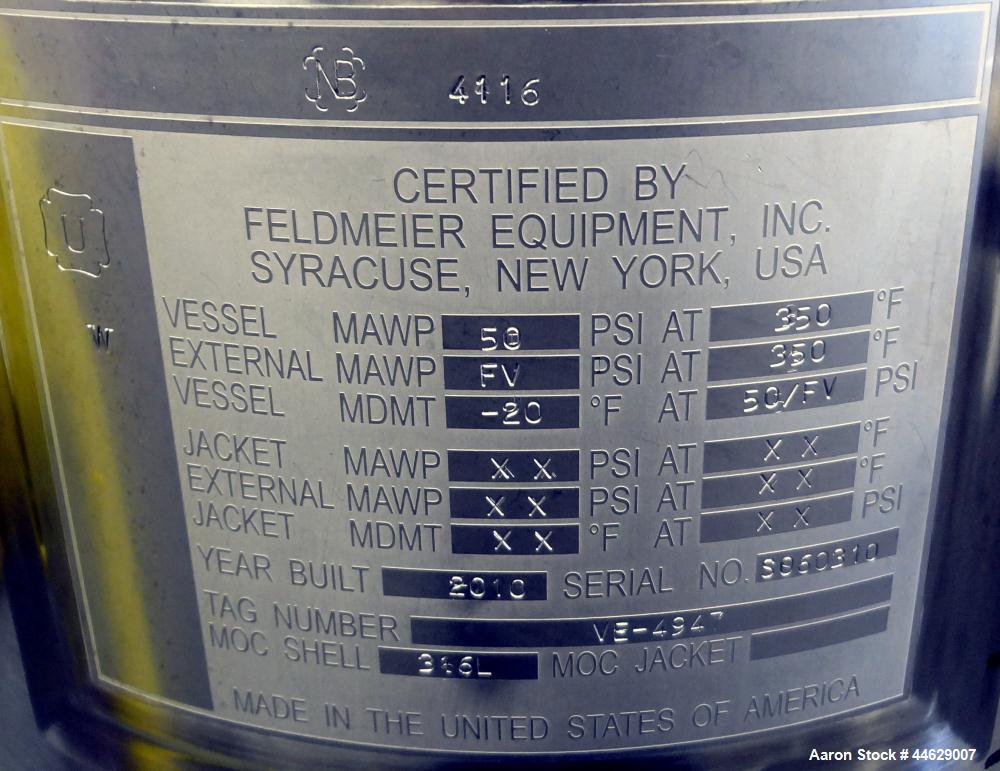 NB 4116
U
W
CERTIFIED BY
FELDMEIER EQUIPMENT, INC.
SYRACUSE, NEW YORK, USA
VESSEL MAWP 50 PSI AT 350 °F
EXTERNAL MAWP FV PSI AT 350 °F
VESSEL MDMT -20 °F AT 50/FV PSI
JACKET MAWP X X PSI AT X X °F
EXTERNAL MAWP X X PSI AT X X °F
JACKET MDMT X X °F AT X X PSI
YEAR BUILT 2010 SERIAL NO. S060310
TAG NUMBER VE-4947
MOC SHELL 316L MOC JACKET
MADE IN THE UNITED STATES OF AMERICA
Aaron Stock # 44629007